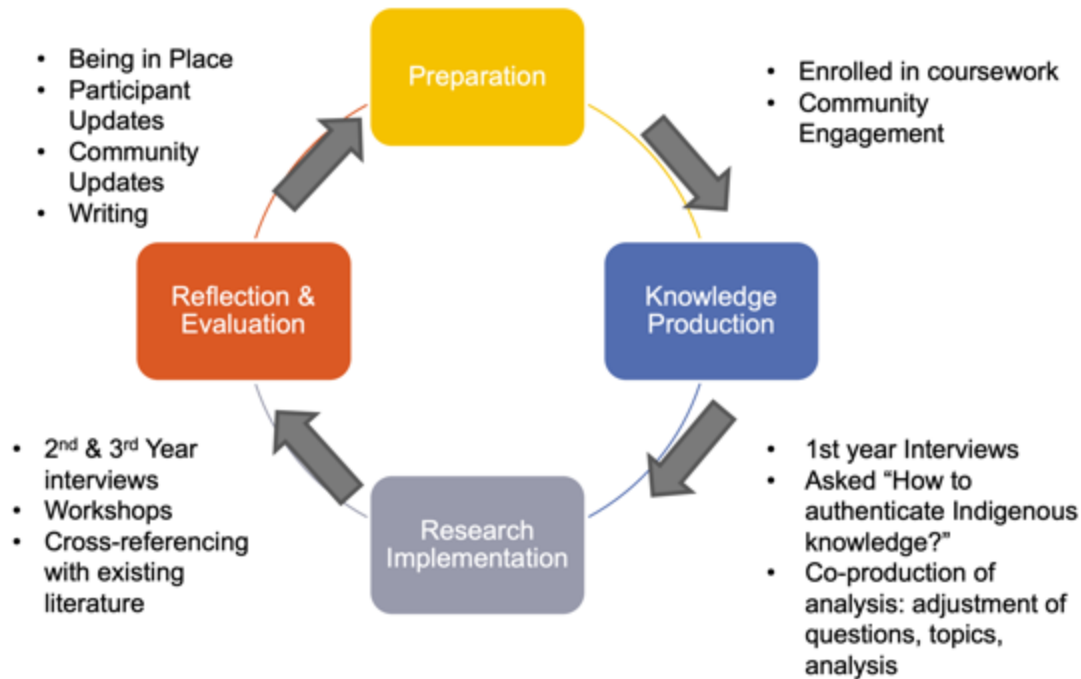 Preparation
• Enrolled in coursework
• Community
Engagement
Knowledge
Production
• 1st year Interviews
• Asked “How to
authenticate Indigenous
knowledge?”
• Co-production of
analysis: adjustment of
questions, topics,
analysis
Research
Implementation
• 2nd & 3rd Year
interviews
• Workshops
• Cross-referencing
with existing
literature
Reflection &
Evaluation
• Being in Place
• Participant
Updates
• Community
Updates
• Writing